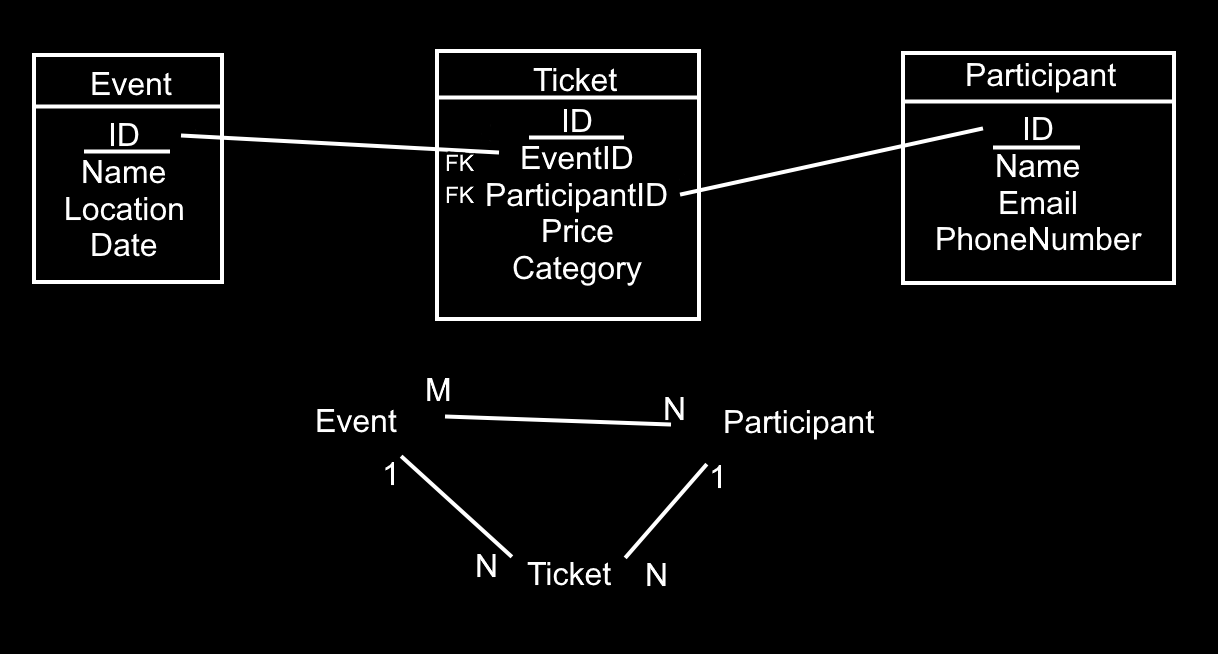 Event
ID
Name
Location
Date
Ticket
ID
FK EventID
FK ParticipantID
Price
Category
Participant
ID
Name
Email
PhoneNumber
M
N
Event
Participant
1
1
N
Ticket
N